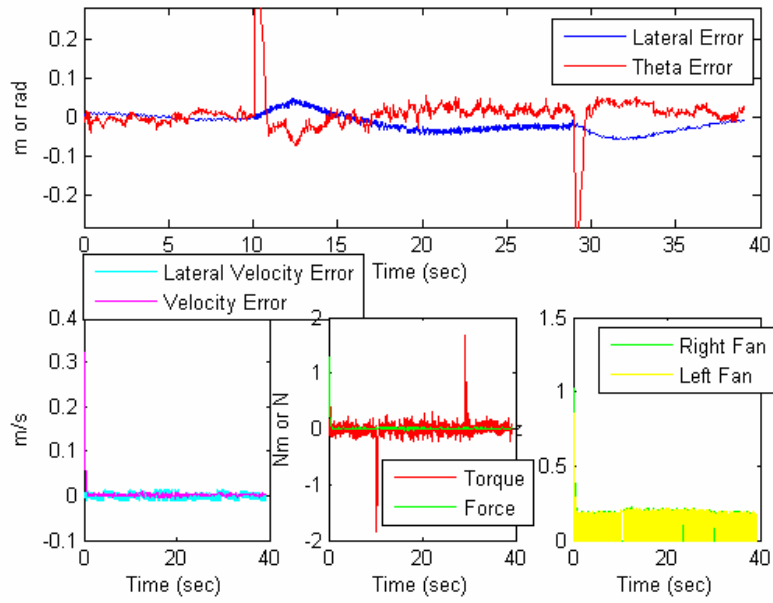 0.2
0.1
0
-0.1
-0.2
m or rad
Lateral Error
Theta Error
0 5 10 15 20 25 30 35 40
Time (sec)
Lateral Velocity Error
Velocity Error
0.4
0.3
0.2
0.1
0
-0.1
m/s
0 20 40
Time (sec)
2
1
0
-1
-2
Nm or N
Torque
Force
0 20 40
Time (sec)
1.5
1
0.5
0
Right Fan
Left Fan
0 20 40
Time (sec)